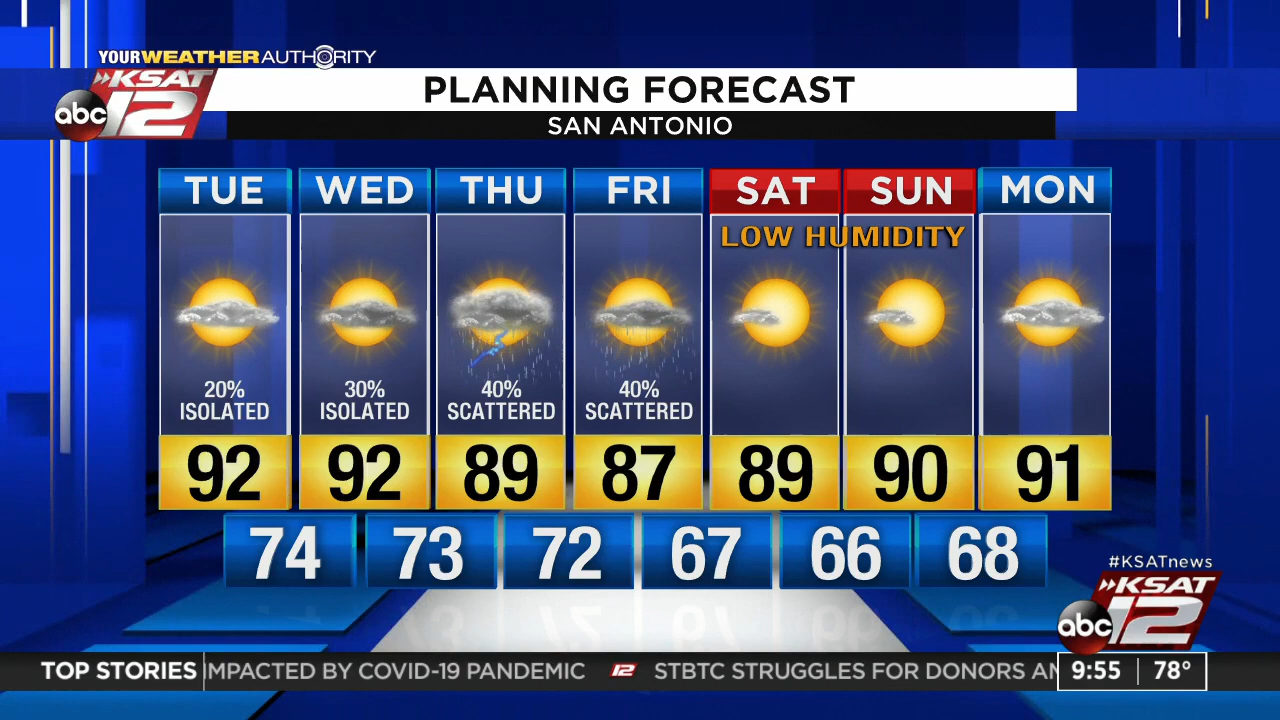 YOURWEATHERAUTHORITY
KSAT
abc 12
PLANNING FORECAST
SAN ANTONIO
TUE WED THU FRI SAT SUN MON
LOW HUMIDITY
20% 30% 40% 40%
ISOLATED ISOLATED SCATTERED SCATTERED
92 92 89 87 89 90 91
74 73 72 67 66 68
#KSATnews
KSAT
abc 12
TOP STORIES IMPACTED BY COVID-19 PANDEMIC 12 STBTC STRUGGLES FOR DONORS 9:55 78°